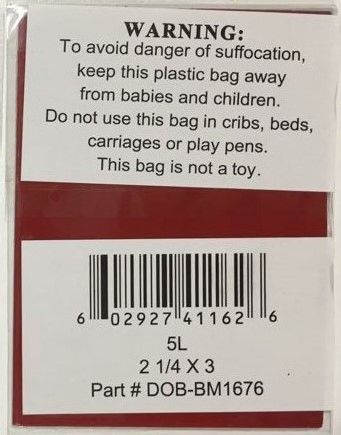 WARNING:
To avoid danger of suffocation,
keep this plastic bag away
from babies and children.
Do not use this bag in cribs, beds,
carriages or play pens.
This bag is not a toy.
6 02927 41162 6
5L
2 1/4 X 3
Part # DOB-BM1676